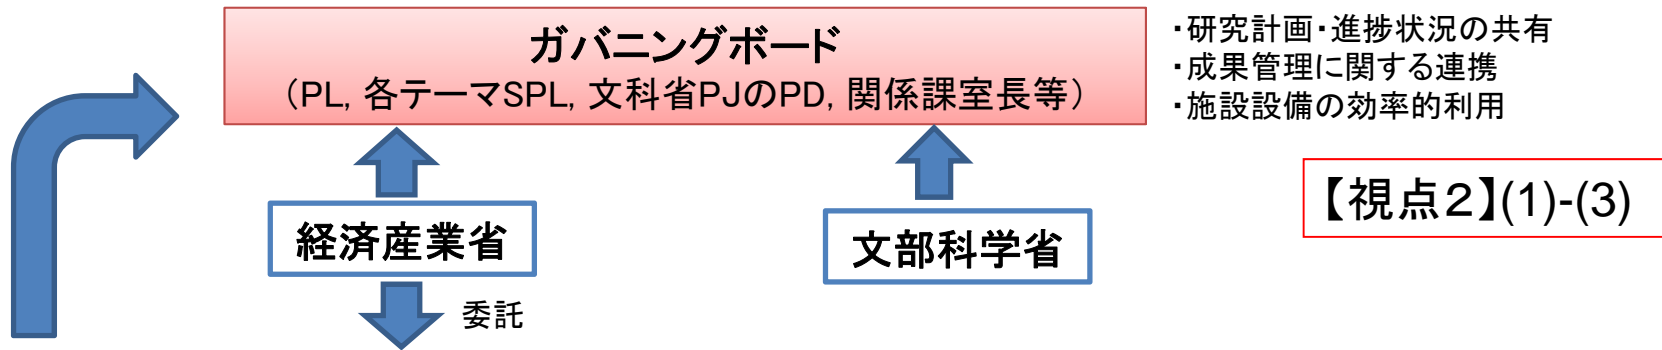 ガバニングボード
（PL, 各テーマSPL, 文科省PJのPD, 関係課室長等）
・研究計画・進捗状況の共有
・成果管理に関する連携
・施設設備の効率的利用
【視点２】(1)-(3)
経済産業省
文部科学省
委託